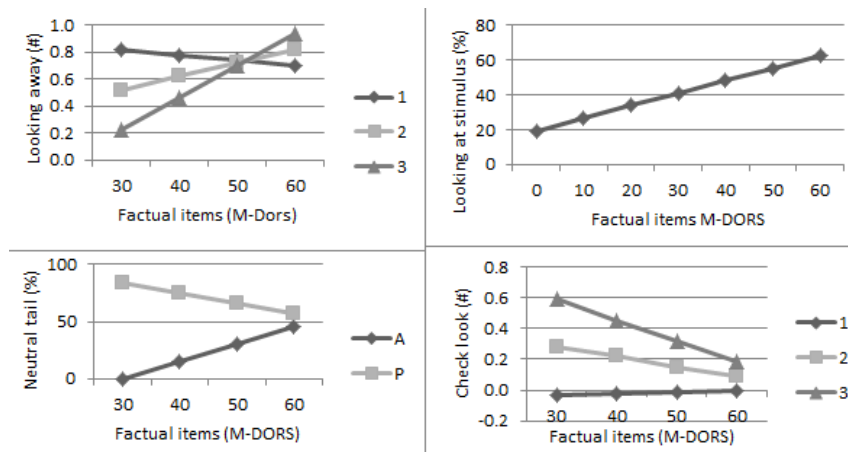 Looking away (#)
1.0
0.8
0.6
0.4
0.2
0.0
30 40 50 60
Factual items (M-Dors)
1
2
3
Looking at stimulus (%)
80
60
40
20
0
0 10 20 30 40 50 60
Factual items M-DORS
Neutral tail (%)
100
50
0
30 40 50 60
Factual items (M-DORS)
A
P
Check look (#)
0.8
0.6
0.4
0.2
0.0
-0.2
30 40 50 60
Factual items (M-DORS)
1
2
3